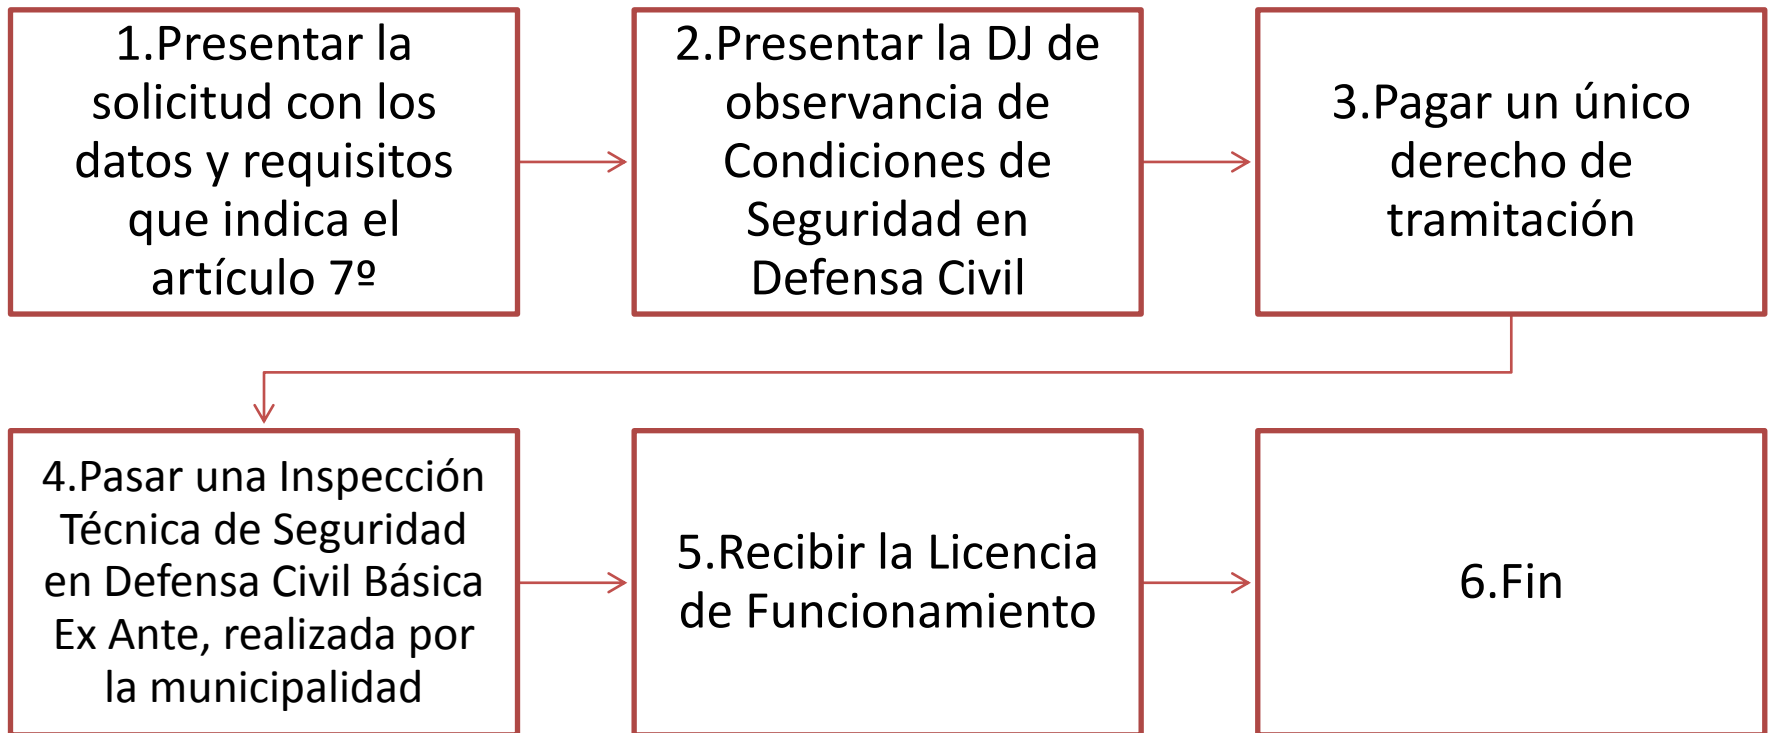 1.Presentar la
solicitud con los
datos y requisitos
que indica el
artículo 7º
2.Presentar la DJ de
observancia de
Condiciones de
Seguridad en
Defensa Civil
3.Pagar un único
derecho de
tramitación
4.Pasar una Inspección
Técnica de Seguridad
en Defensa Civil Básica
Ex Ante, realizada por
la municipalidad
5.Recibir la Licencia
de Funcionamiento
6.Fin